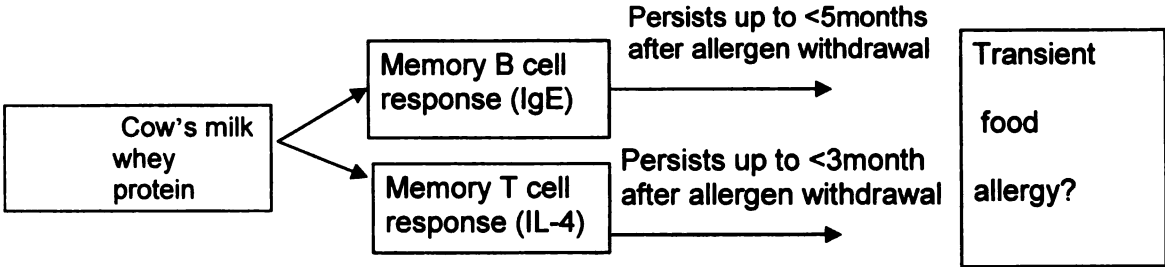 Cow's milk
whey
protein
Memory B cell
response (IgE)
Memory T cell
response (IL-4)
Persists up to <5months
after allergen withdrawal
Persists up to <3month
after allergen withdrawal
Transient
food
allergy?